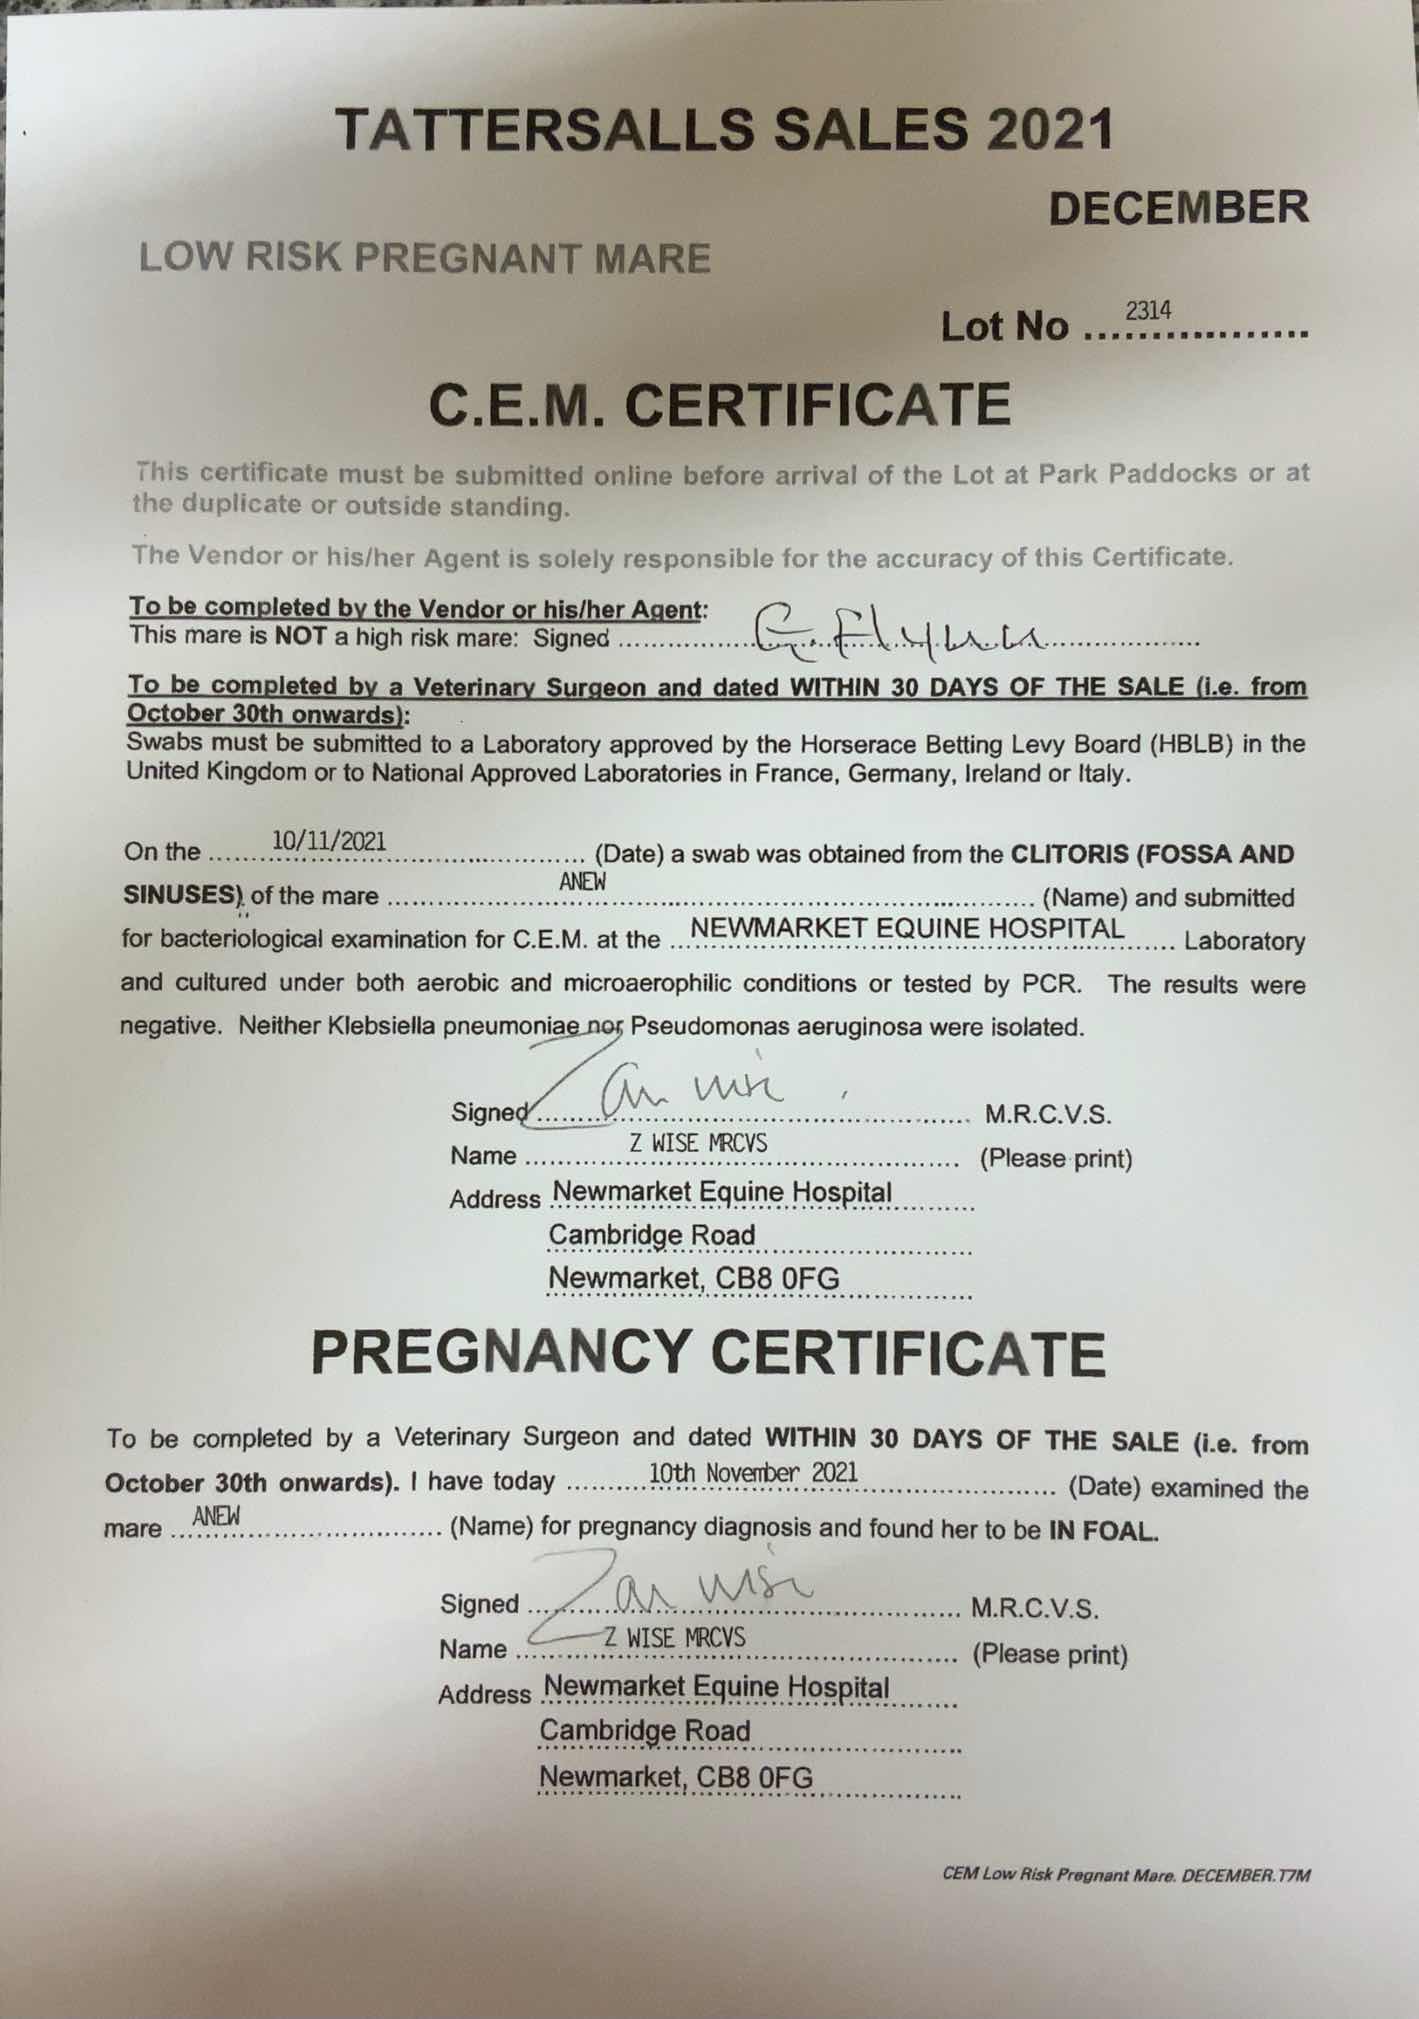 TATTERSALLS SALES 2021
DECEMBER
LOW RISK PREGNANT MARE
Lot No ................. 2314
C.E.M. CERTIFICATE
This certificate must be submitted online before arrival of the Lot at Park Paddocks or at
the duplicate or outside standing.
The Vendor or his/her Agent is solely responsible for the accuracy of this Certificate.
To be completed by the Vendor or his/her Agent:
This mare is NOT a high risk mare: Signed
To be completed by a Veterinary Surgeon and dated WITHIN 30 DAYS OF THE SALE (i.e. from
October 30th onwards):
Swabs must be submitted to a Laboratory approved by the Horserace Betting Levy Board (HBLB) in the
United Kingdom or to National Approved Laboratories in France, Germany, Ireland or Italy.
On the 10/11/2021 (Date) a swab was obtained from the CLITORIS (FOSSA AND
SINUSES) of the mare ANEW (Name) and submitted
for bacteriological examination for C.E.M. at the NEWMARKET EQUINE HOSPITAL Laboratory
and cultured under both aerobic and microaerophilic conditions or tested by PCR. The results were
negative. Neither Klebsiella pneumoniae nor Pseudomonas aeruginosa were isolated.
Signed M.R.C.V.S.
Name Z WISE MRCVS (Please print)
Address Newmarket Equine Hospital
Cambridge Road
Newmarket, CB8 0FG
PREGNANCY CERTIFICATE
To be completed by a Veterinary Surgeon and dated WITHIN 30 DAYS OF THE SALE (i.e. from
October 30th onwards). I have today 10th November 2021 (Date) examined the
mare ANEW (Name) for pregnancy diagnosis and found her to be IN FOAL.
Signed M.R.C.V.S.
Name Z WISE MRCVS (Please print)
Address Newmarket Equine Hospital
Cambridge Road
Newmarket, CB8 0FG
CEM Low Risk Pregnant Mare. DECEMBER.T7M